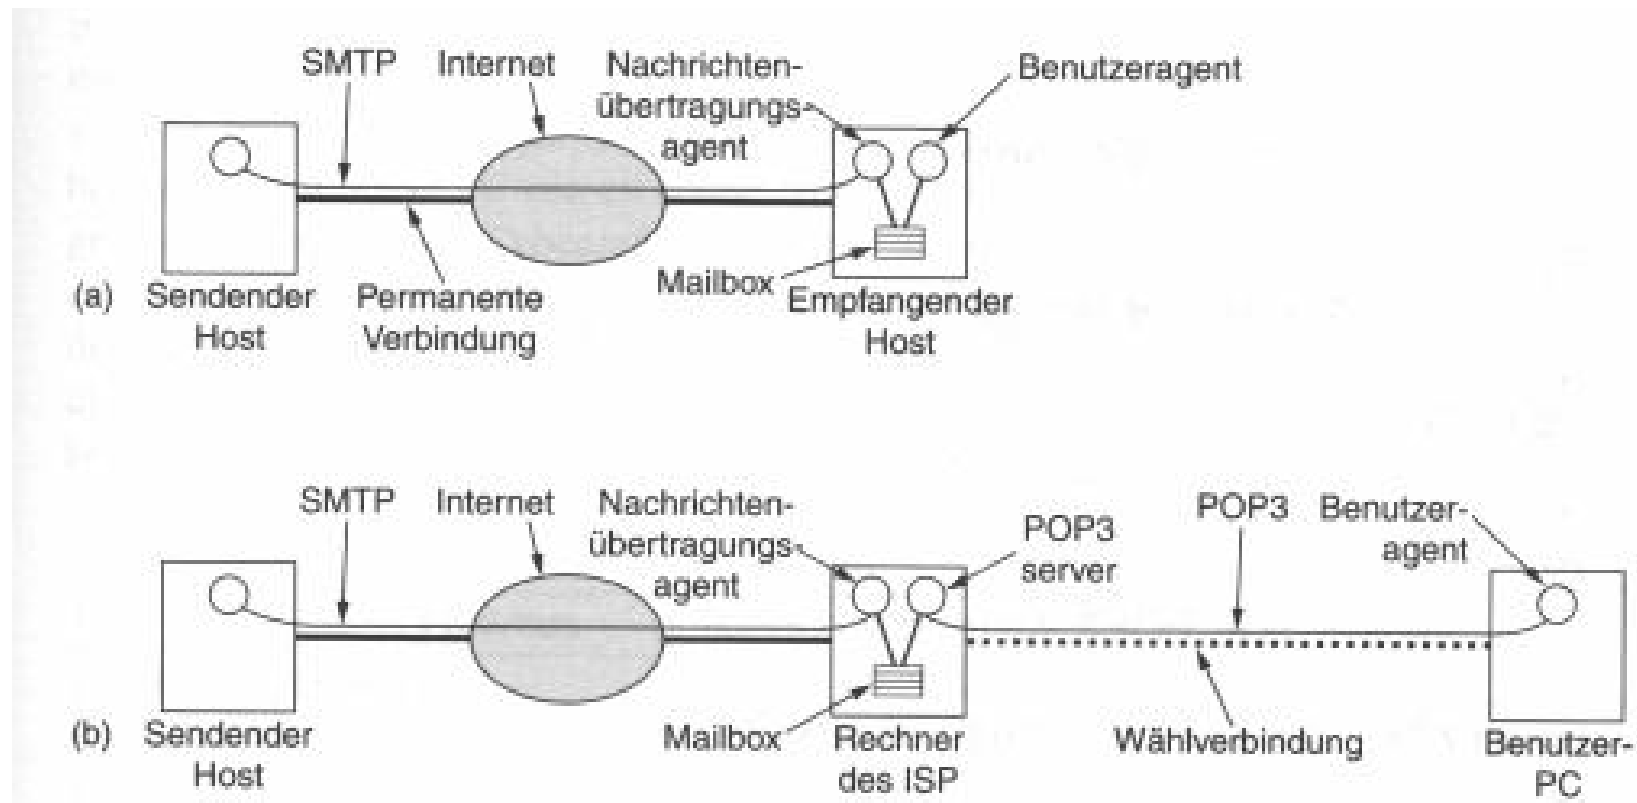 SMTP
Internet
Nachrichten-
übertragungs-
agent
Benutzeragent
Mailbox
(a)
Sendender
Host
Permanente
Verbindung
Empfangender
Host
SMTP
Internet
Nachrichten-
übertragungs-
agent
POP3
server
POP3
Benutzer-
agent
(b)
Sendender
Host
Mailbox
Rechner
des ISP
Wählverbindung
Benutzer-
PC